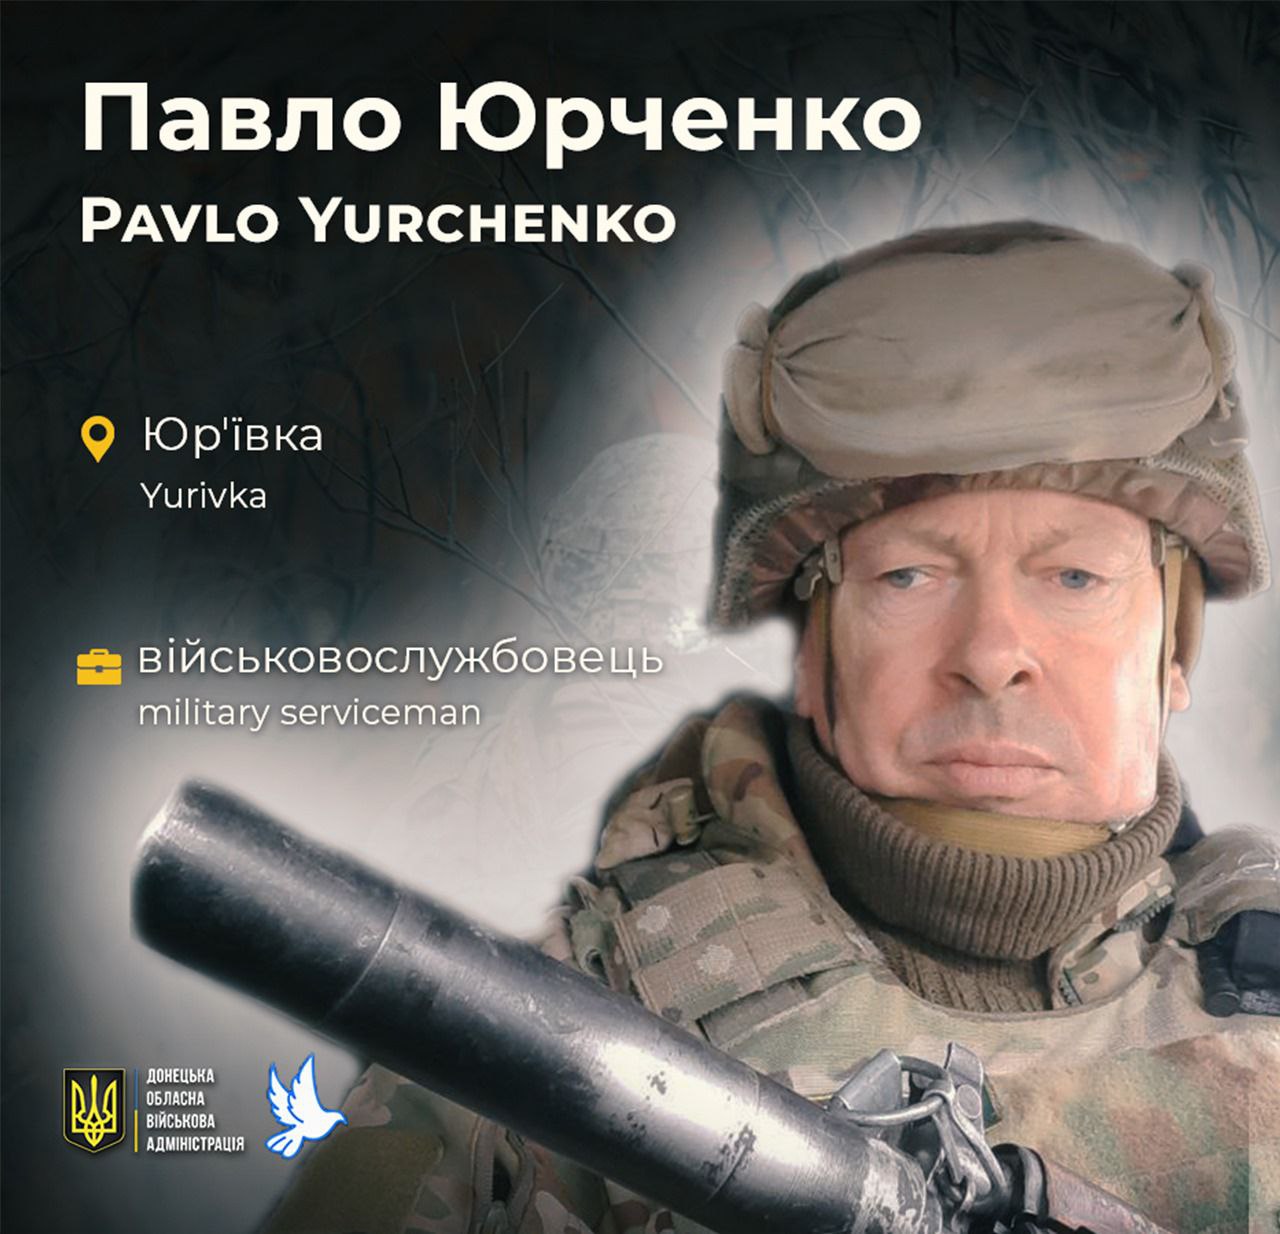 Павло Юрченко
PAVLO YURCHENKO
Юр'ївка
Yurivka
військовослужбовець
military serviceman
ДОНЕЦЬКА
ОБЛАСНА
ВІЙСЬКОВА
АДМІНІСТРАЦІЯ